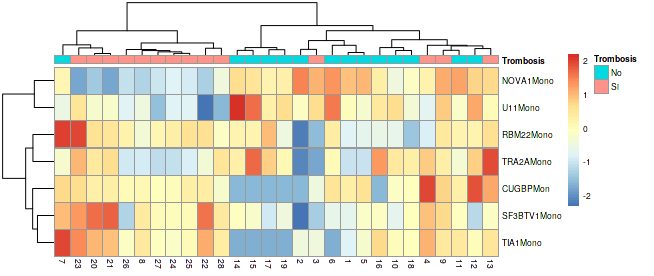 Trombosis
NOVA1Mono
U11Mono
RBM22Mono
TRA2AMono
CUGBPMon
SF3BTV1Mono
TIA1Mono
7 23 20 21 26 8 27 24 25 22 28 14 15 17 19 2 3 6 1 5 16 10 18 4 9 11 12 13
2
1
0
-1
-2
Trombosis
No
SI